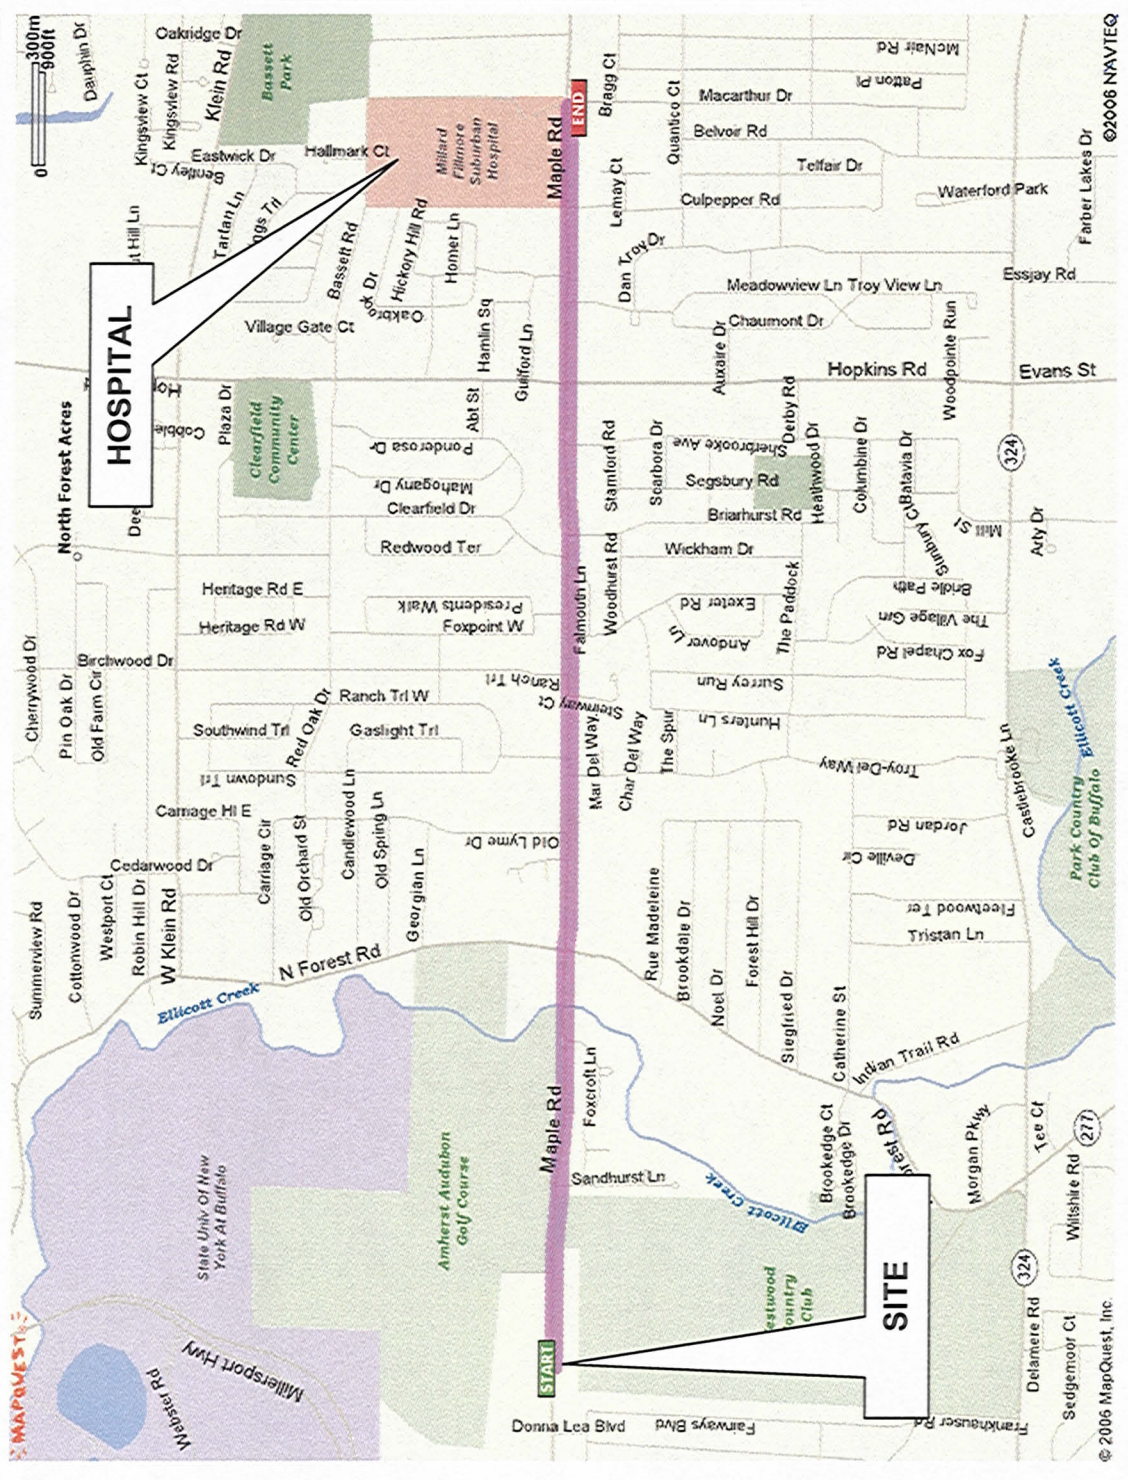 0
300m
900ft
Dauphin Dr
Oakridge Dr
Kingsview Ct
Kingsview Rd
Klein Rd
Bassett
Park
Eastwick Dr
Bentley Ct
Hallmark Ct
Tartan Ln
ngs Trl
ut Hill Ln
Bassett Rd
Hickory Hill Rd
Homer Ln
Oakbrook Dr
Village Gate Ct
Hamlin Sq
Guilford Ln
Millard
Fillmore
Suburban
Hospital
Maple Rd
END
Bragg Ct
McNair Rd
Patton Pl
Macarthur Dr
Quantico Ct
Belvoir Rd
Telfair Dr
Lemay Ct
Culpepper Rd
Waterford Park
Farber Lakes Dr
©2006 NAVTEQ
Dan Troy Dr
Essjay Rd
Meadowview Ln
Troy View Ln
Chaumont Dr
Auxaire Dr
Woodpointe Run
Hopkins Rd
Evans St
HOSPITAL
Hop
North Forest Acres
Cobble
Plaza Dr
Clearfield
Community
Center
Abt St
Ponderosa Dr
Mahogany Dr
Clearfield Dr
Redwood Ter
Dee
Stamford Rd
Scarbora Dr
Sherbrooke Ave
Derby Rd
Segsbury Rd
Heathwood Dr
Columbine Dr
Batavia Dr
324
Briarhurst Rd
Sunbury Ct
Mill St
Arty Dr
Wickham Dr
Woodhurst Rd
Falmouth Ln
Exeter Rd
Andover Ln
The Paddock
Bridle Path
The Village Grn
Fox Chapel Rd
Surrey Run
Hunters Ln
Heritage Rd E
Heritage Rd W
Presidents Walk
Foxpoint W
Birchwood Dr
Cherrywood Dr
Pin Oak Dr
Old Farm Cir
Ranch Trl
Ranch Trl W
Steinway Ct
Southwind Trl
Red Oak Dr
Gaslight Trl
Sundown Trl
Mar Del Way
Char Del Way
The Spur
Troy-Del-Way
Castlebrooke Ln
Ellicott Creek
Park Country
Club Of Buffalo
Carriage Hl E
Cedarwood Dr
Carriage Cir
Old Orchard St
Candlewood Ln
Old Spring Ln
Georgian Ln
Old Lyme Dr
Jordan Rd
Deville Cir
Fleetwood Ter
Tristan Ln
Summerview Rd
Cottonwood Dr
Westport Ct
Robin Hill Dr
W Klein Rd
N Forest Rd
Ellicott Creek
Rue Madeleine
Brookdale Dr
Noel Dr
Forest Hill Dr
Siegfried Dr
Catherine St
Indian Trail Rd
Foxcroft Ln
Maple Rd
Sandhurst Ln
Ellicott Creek
Brookedge Ct
Brookedge Dr
orest Rd
Morgan Pkwy
Tee Ct
277
Wiltshire Rd
State Univ Of New
York At Buffalo
Amherst Audubon
Golf Course
estwood
ountry
Club
SITE
324
Delamere Rd
Sedgemoor Ct
START
Donna Lea Blvd
Fairways Blvd
Frankhauser Rd
Millersport Hwy
Webster Rd
MAPQUEST
© 2006 MapQuest, Inc.